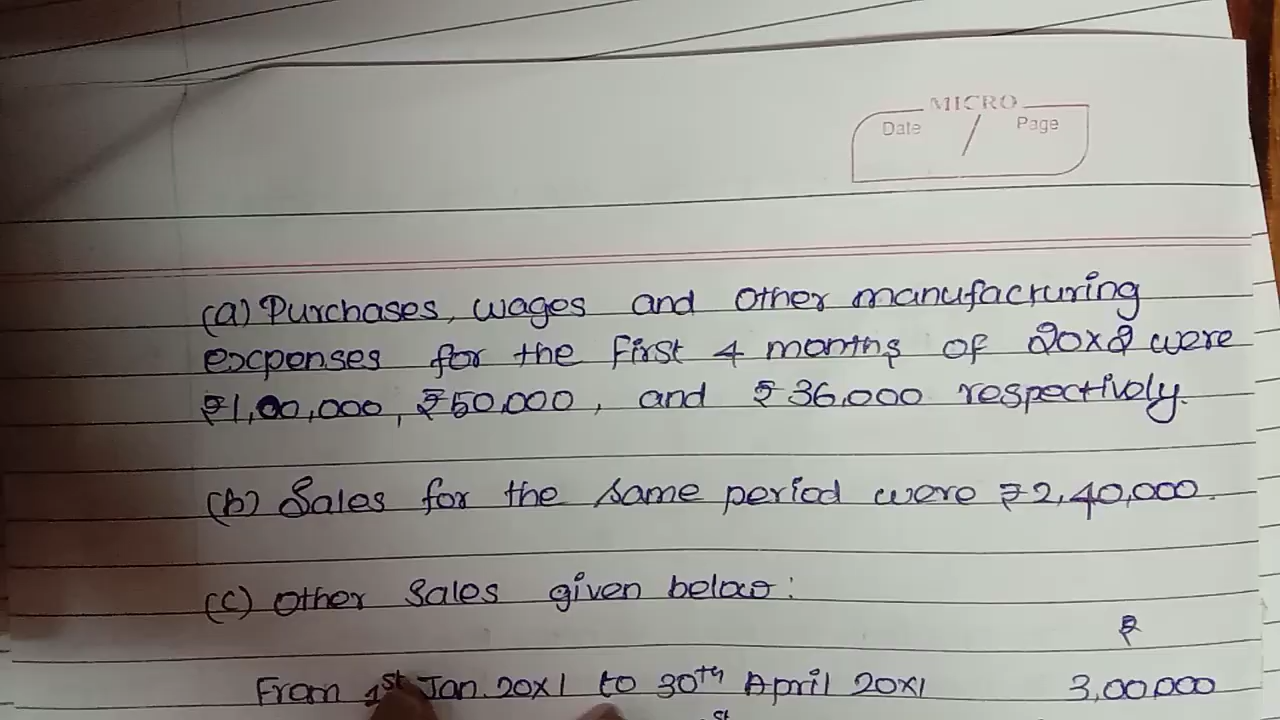 MICRO
Date / Page
(a) Purchases, wages and other manufacturing
expenses for the first 4 months of 20x2 were
₹1,00,000, ₹50,000, and ₹36,000 respectively.
(b) Sales for the same period were ₹2,40,000.
(c) Other Sales given below:
₹
From 1st Jan. 20x1 to 30th April 20x1 3,00,000
st